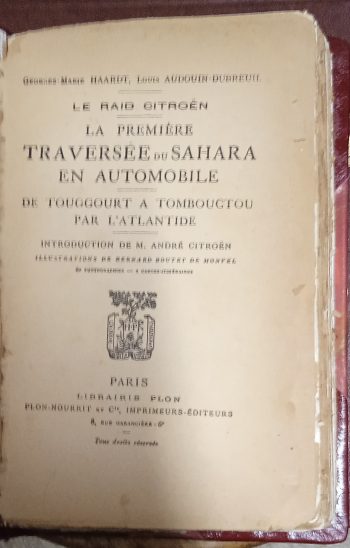 GEORGES-MARIE HAARDT, LOUIS AUDOUIN-DUBREUIL
LE RAID CITROËN
LA PREMIÈRE
TRAVERSÉE DU SAHARA
EN AUTOMOBILE
DE TOUGGOURT A TOMBOUCTOU
PAR L'ATLANTIDE
INTRODUCTION DE M. ANDRÉ CITROËN
ILLUSTRATIONS DE BERNARD BOUTET DE MONVEL
PHOTOGRAPHIES
PARIS
LIBRAIRIE PLON
PLON-NOURRIT ET Cie, IMPRIMEURS-ÉDITEURS
8, RUE GARANCIÈRE - 6e
Tous droits réservés